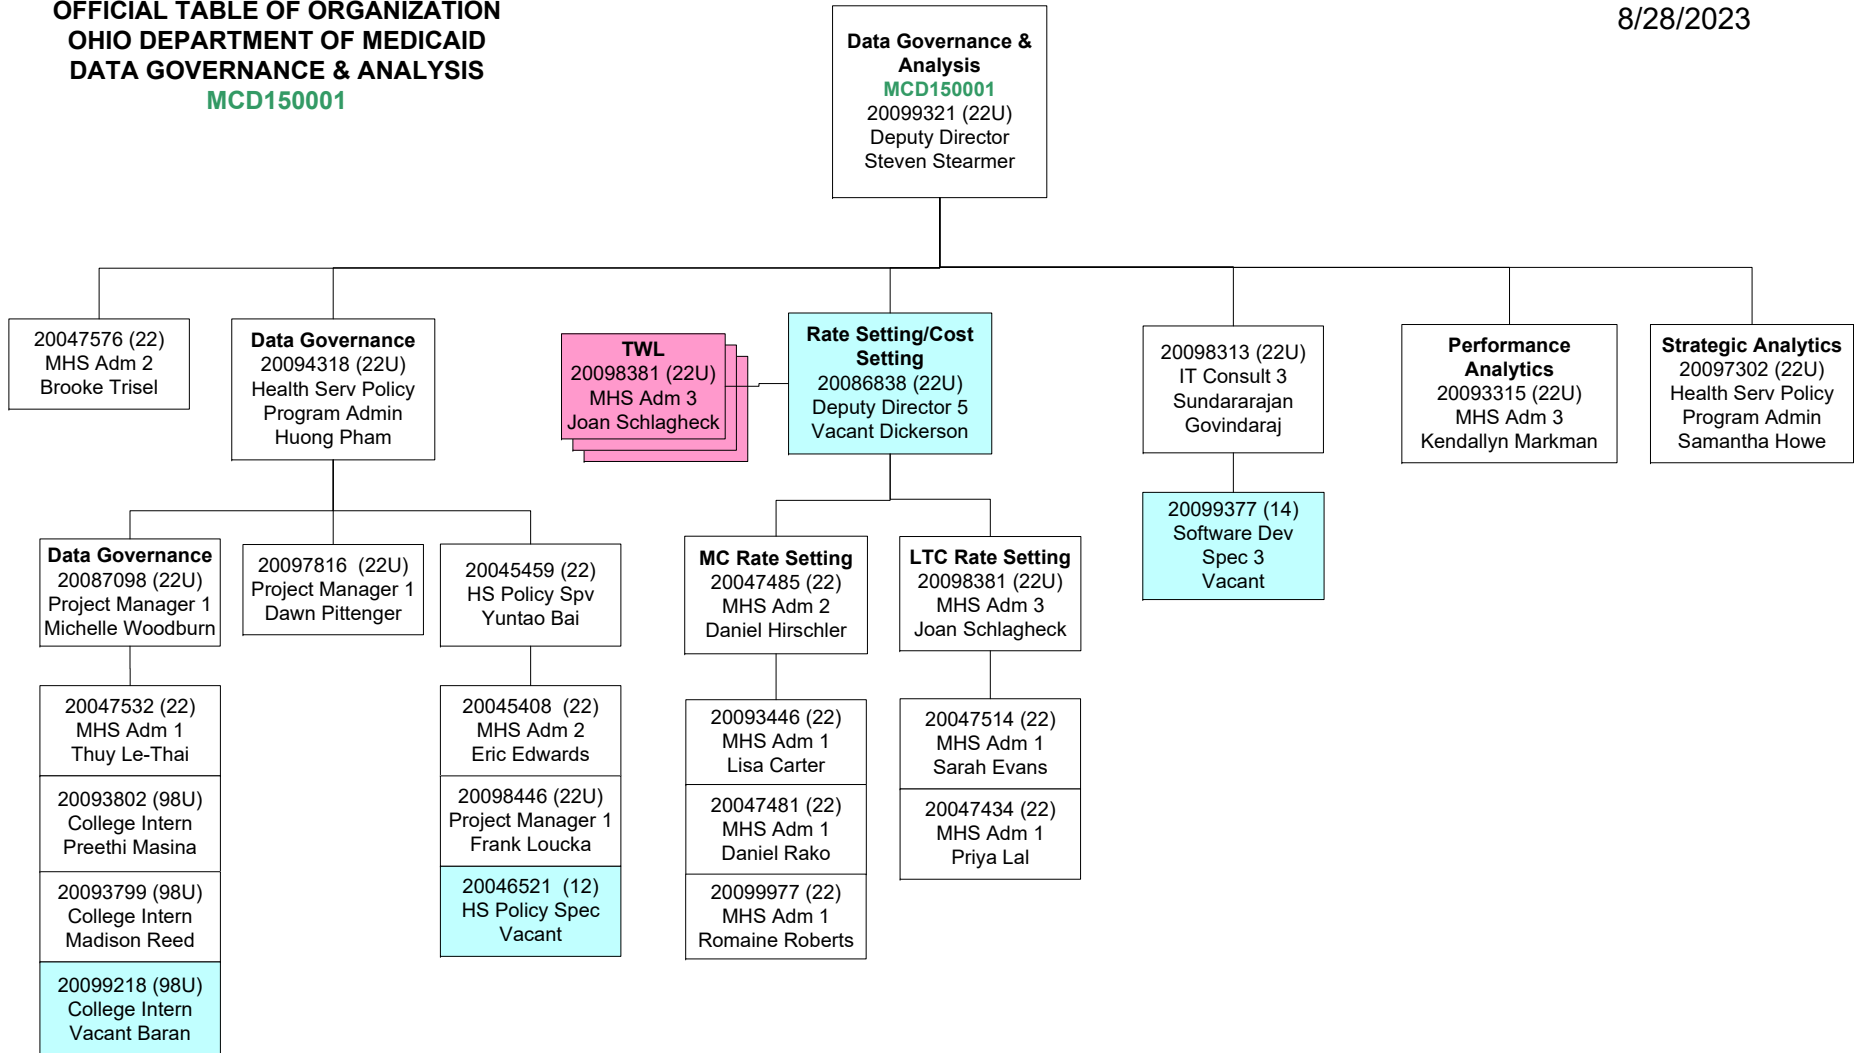 OFFICIAL TABLE OF ORGANIZATION
OHIO DEPARTMENT OF MEDICAID
DATA GOVERNANCE & ANALYSIS
MCD150001
8/28/2023
Data Governance &
Analysis
MCD150001
20099321 (22U)
Deputy Director
Steven Stearmer
20047576 (22)
MHS Adm 2
Brooke Trisel
Data Governance
20094318 (22U)
Health Serv Policy
Program Admin
Huong Pham
TWL
20098381 (22U)
MHS Adm 3
Joan Schlagheck
Rate Setting/Cost
Setting
20086838 (22U)
Deputy Director 5
Vacant Dickerson
20098313 (22U)
IT Consult 3
Sundararajan
Govindaraj
Performance
Analytics
20093315 (22U)
MHS Adm 3
Kendallyn Markman
Strategic Analytics
20097302 (22U)
Health Serv Policy
Program Admin
Samantha Howe
Data Governance
20087098 (22U)
Project Manager 1
Michelle Woodburn
20097816 (22U)
Project Manager 1
Dawn Pittenger
20045459 (22)
HS Policy Spv
Yuntao Bai
MC Rate Setting
20047485 (22)
MHS Adm 2
Daniel Hirschler
LTC Rate Setting
20098381 (22U)
MHS Adm 3
Joan Schlagheck
20099377 (14)
Software Dev
Spec 3
Vacant
20047532 (22)
MHS Adm 1
Thuy Le-Thai
20093802 (98U)
College Intern
Preethi Masina
20093799 (98U)
College Intern
Madison Reed
20099218 (98U)
College Intern
Vacant Baran
20045408 (22)
MHS Adm 2
Eric Edwards
20098446 (22U)
Project Manager 1
Frank Loucka
20046521 (12)
HS Policy Spec
Vacant
20093446 (22)
MHS Adm 1
Lisa Carter
20047481 (22)
MHS Adm 1
Daniel Rako
20099977 (22)
MHS Adm 1
Romaine Roberts
20047514 (22)
MHS Adm 1
Sarah Evans
20047434 (22)
MHS Adm 1
Priya Lal